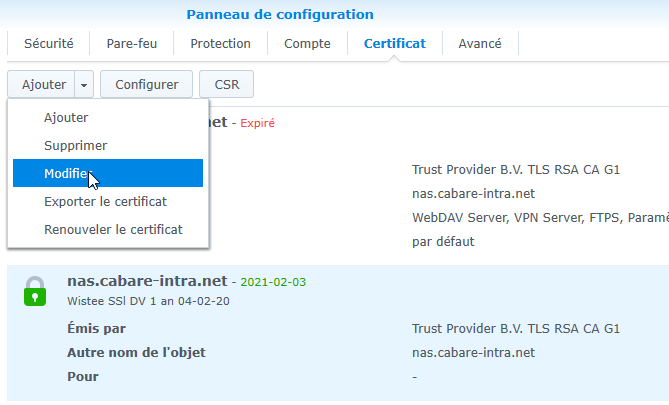 Panneau de configuration
Sécurité Pare-feu Protection Compte Certificat Avancé
Ajouter Configurer CSR
Ajouter
net - Expiré
Supprimer
Modifier
Trust Provider B.V. TLS RSA CA G1
nas.cabare-intra.net
Exporter le certificat
WebDAV Server, VPN Server, FTPS, Paramè
Renouveler le certificat
par défaut
nas.cabare-intra.net - 2021-02-03
Wistee SSl DV 1 an 04-02-20
Émis par Trust Provider B.V. TLS RSA CA G1
Autre nom de l'objet nas.cabare-intra.net
Pour -